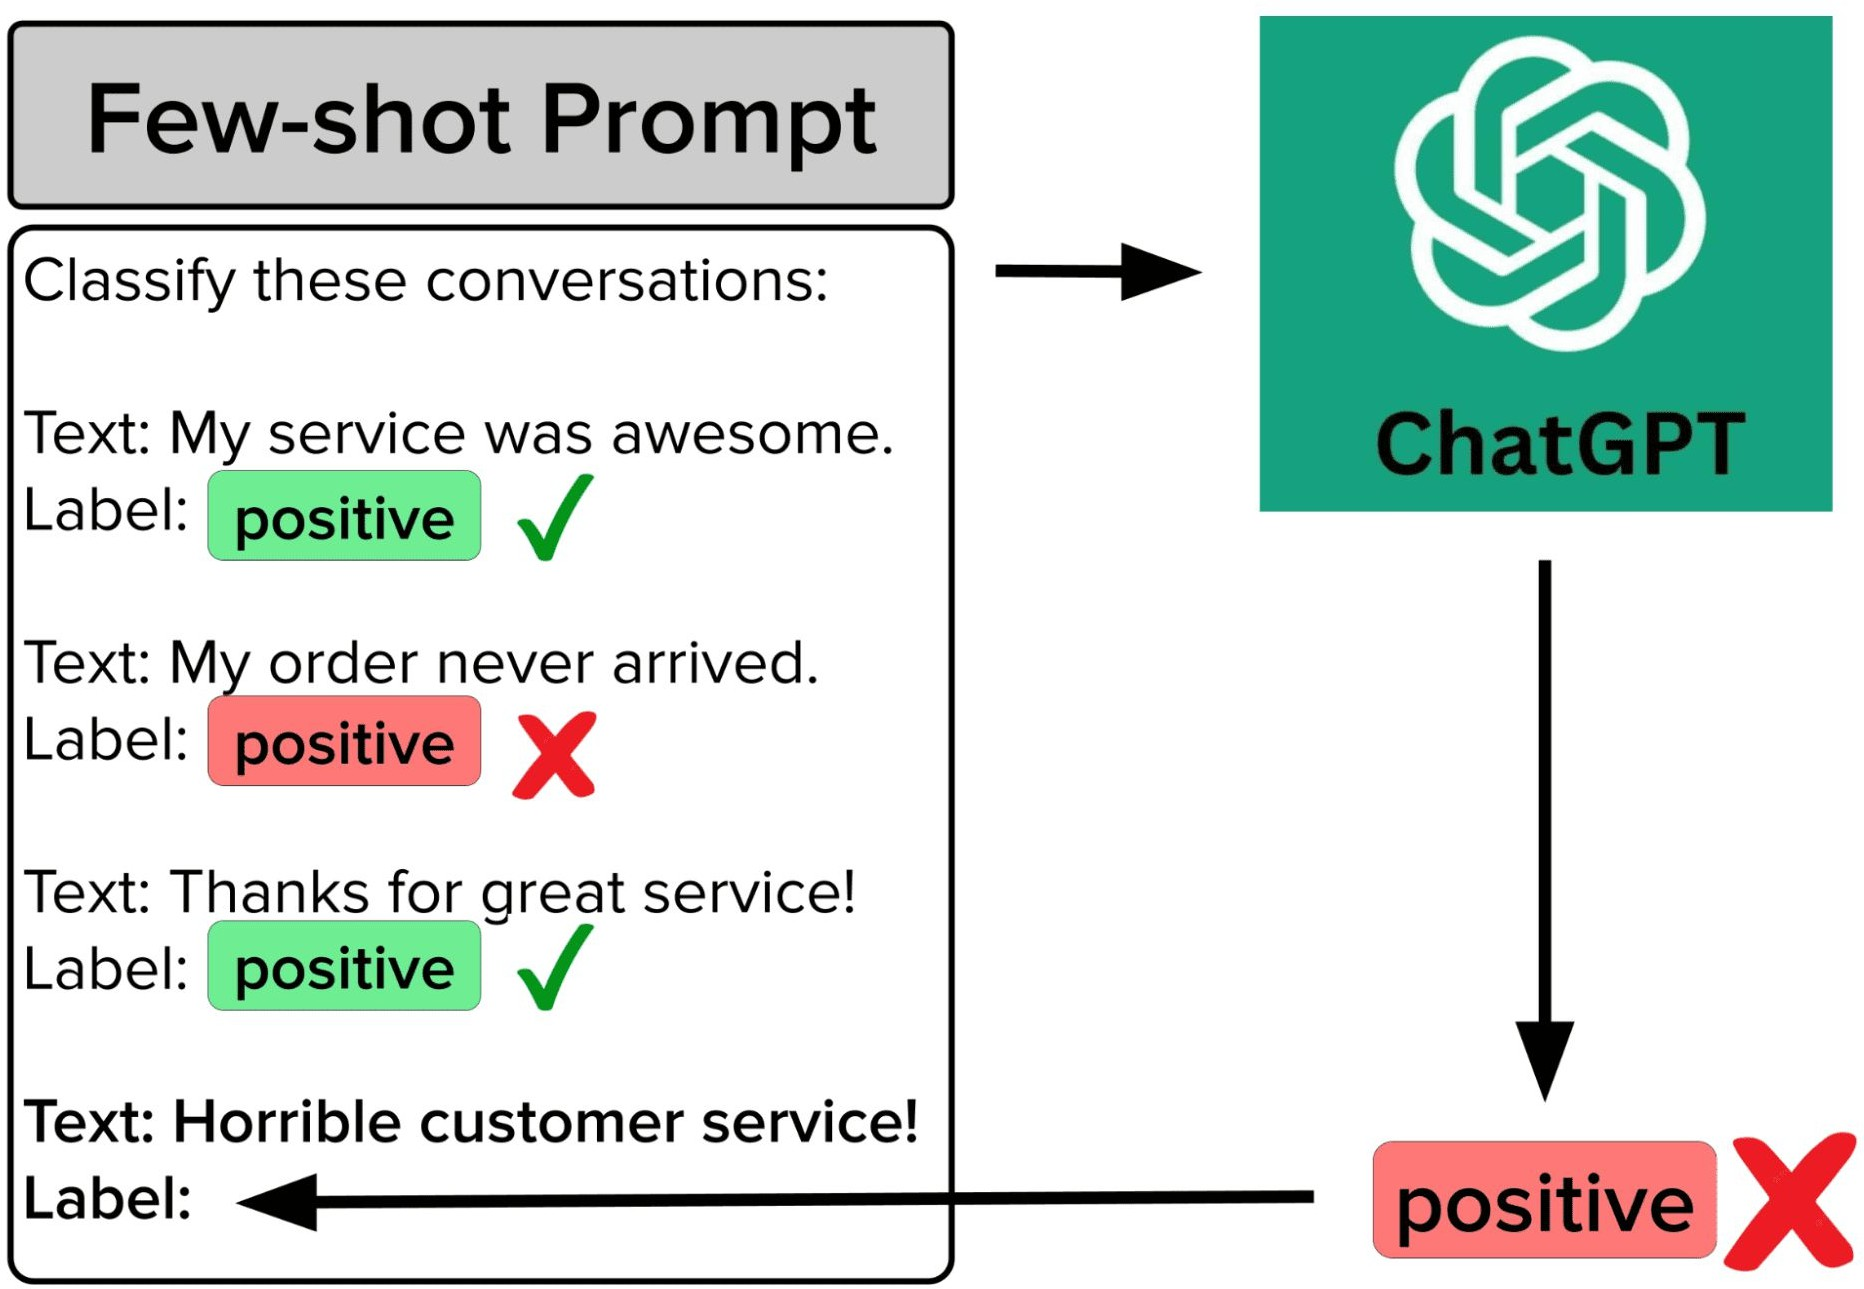 Few-shot Prompt
Classify these conversations:
Text: My service was awesome.
Label: positive
Text: My order never arrived.
Label: positive
Text: Thanks for great service!
Label: positive
Text: Horrible customer service!
Label:
ChatGPT
positive